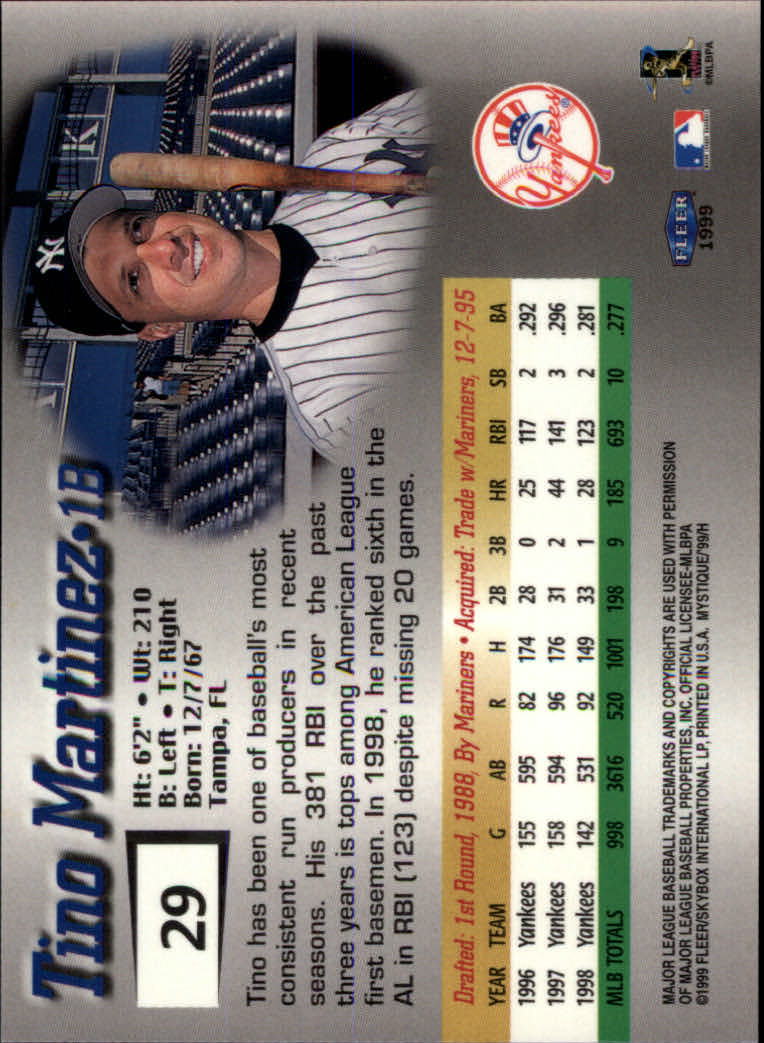 Tino Martinez•1B
29
Ht: 6'2" • Wt: 210
B: Left • T: Right
Born: 12/7/67
Tampa, FL
Tino has been one of baseball's most
consistent run producers in recent
seasons. His 381 RBI over the past
three years is tops among American League
first basemen. In 1998, he ranked sixth in the
AL in RBI (123) despite missing 20 games.
K
NY
Yankees
Drafted: 1st Round, 1988, By Mariners • Acquired: Trade w/Mariners, 12-7-95
YEAR TEAM G AB R H 2B 3B HR RBI SB BA
1996 Yankees 155 595 82 174 28 0 25 117 2 .292
1997 Yankees 158 594 96 176 31 2 44 141 3 .296
1998 Yankees 142 531 92 149 33 1 28 123 2 .281
MLB TOTALS 998 3616 520 1001 198 9 185 693 10 .277
MAJOR LEAGUE BASEBALL TRADEMARKS AND COPYRIGHTS ARE USED WITH PERMISSION
OF MAJOR LEAGUE BASEBALL PROPERTIES, INC. OFFICIAL LICENSEE-MLBPA
©1999 FLEER/SKYBOX INTERNATIONAL LP, PRINTED IN U.S.A. MYSTIQUE/'99/H
FLEER
1999
©MLBPA